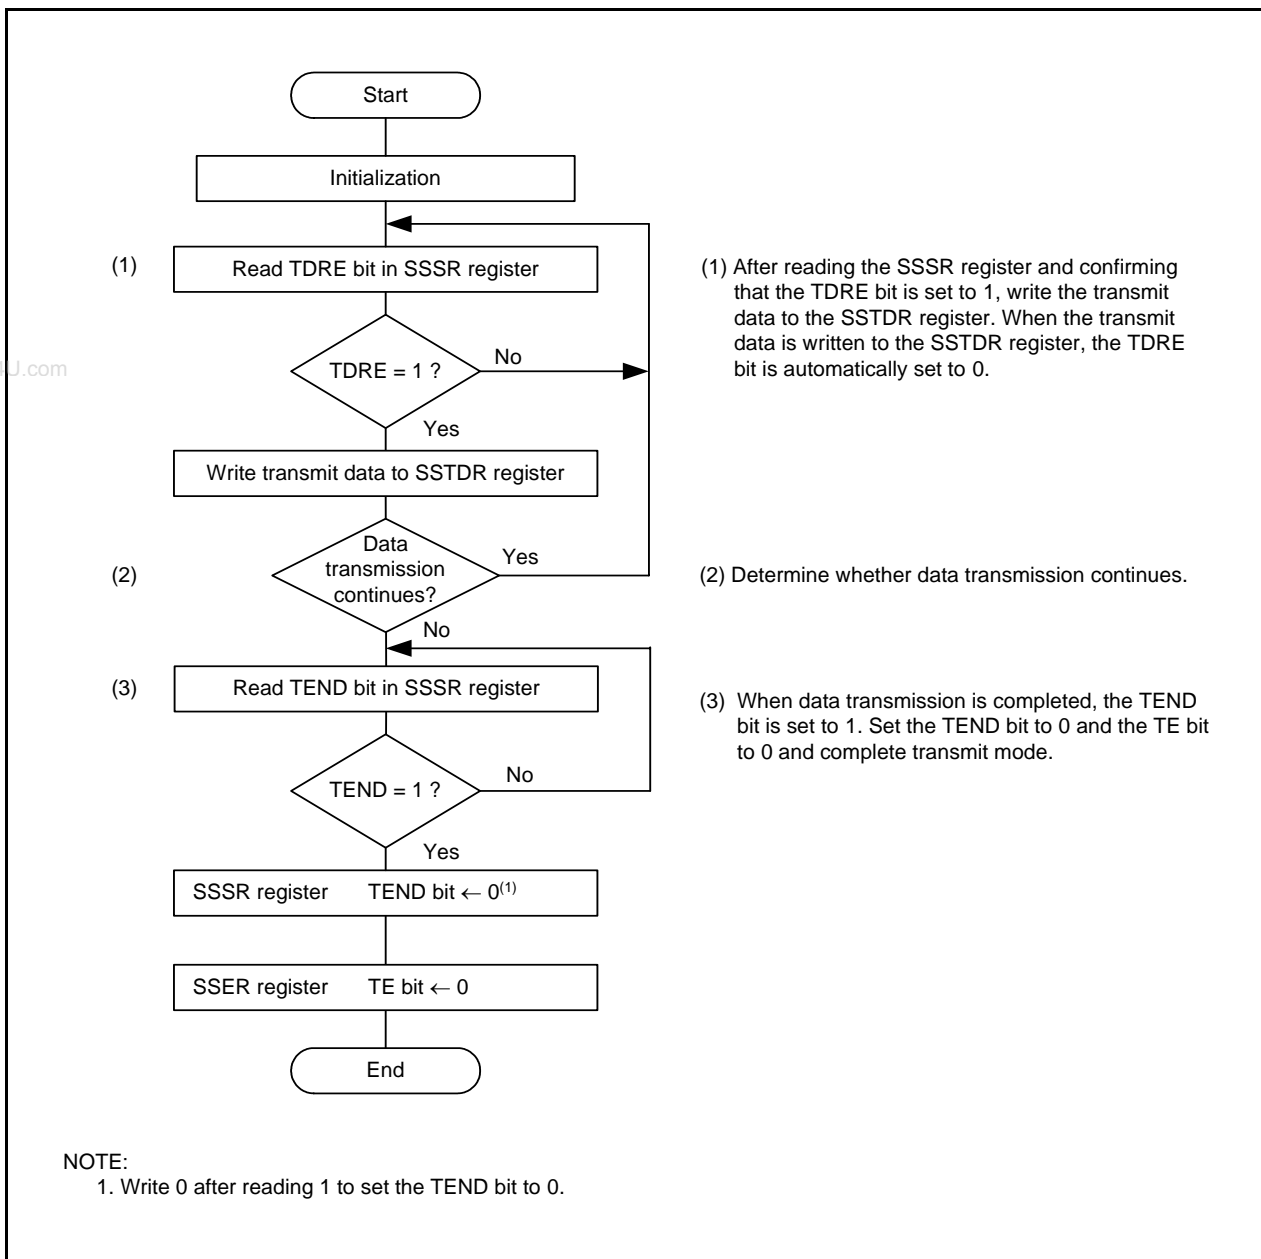 Start
Initialization
(1)
Read TDRE bit in SSSR register
TDRE = 1 ?
No
Yes
Write transmit data to SSTDR register
(2)
Data
transmission
continues?
Yes
No
(3)
Read TEND bit in SSSR register
TEND = 1 ?
No
Yes
SSSR register TEND bit ← 0(1)
SSER register TE bit ← 0
End
(1) After reading the SSSR register and confirming
that the TDRE bit is set to 1, write the transmit
data to the SSTDR register. When the transmit
data is written to the SSTDR register, the TDRE
bit is automatically set to 0.
(2) Determine whether data transmission continues.
(3) When data transmission is completed, the TEND
bit is set to 1. Set the TEND bit to 0 and the TE bit
to 0 and complete transmit mode.
NOTE:
1. Write 0 after reading 1 to set the TEND bit to 0.
U.com